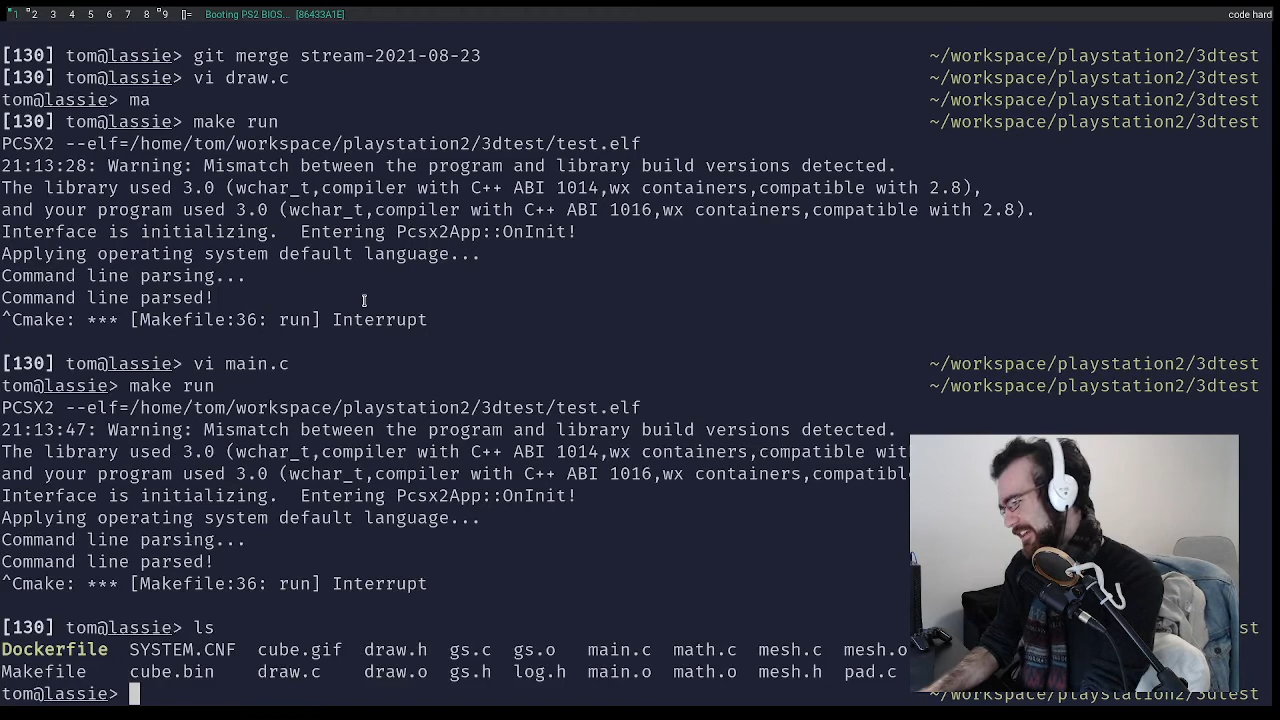 1 2 3 4 5 6 7 8 9 []= Booting PS2 BIOS... [86433A1E] code hard
[130] tom@lassie> git merge stream-2021-08-23 ~/workspace/playstation2/3dtest
[130] tom@lassie> vi draw.c ~/workspace/playstation2/3dtest
tom@lassie> ma ~/workspace/playstation2/3dtest
[130] tom@lassie> make run ~/workspace/playstation2/3dtest
PCSX2 --elf=/home/tom/workspace/playstation2/3dtest/test.elf
21:13:28: Warning: Mismatch between the program and library build versions detected.
The library used 3.0 (wchar_t,compiler with C++ ABI 1014,wx containers,compatible with 2.8),
and your program used 3.0 (wchar_t,compiler with C++ ABI 1016,wx containers,compatible with 2.8).
Interface is initializing.  Entering Pcsx2App::OnInit!
Applying operating system default language...
Command line parsing...
Command line parsed!
^Cmake: *** [Makefile:36: run] Interrupt
[130] tom@lassie> vi main.c ~/workspace/playstation2/3dtest
tom@lassie> make run ~/workspace/playstation2/3dtest
PCSX2 --elf=/home/tom/workspace/playstation2/3dtest/test.elf
21:13:47: Warning: Mismatch between the program and library build versions detected.
The library used 3.0 (wchar_t,compiler with C++ ABI 1014,wx containers,compatible wit
and your program used 3.0 (wchar_t,compiler with C++ ABI 1016,wx containers,compatibl
Interface is initializing.  Entering Pcsx2App::OnInit!
Applying operating system default language...
Command line parsing...
Command line parsed!
^Cmake: *** [Makefile:36: run] Interrupt
[130] tom@lassie> ls st
Dockerfile SYSTEM.CNF cube.gif draw.h gs.c gs.o main.c math.c mesh.c mesh.o
Makefile cube.bin draw.c draw.o gs.h log.h main.o math.o mesh.h pad.c
tom@lassie> ~/workspace/playstation2/3dtest